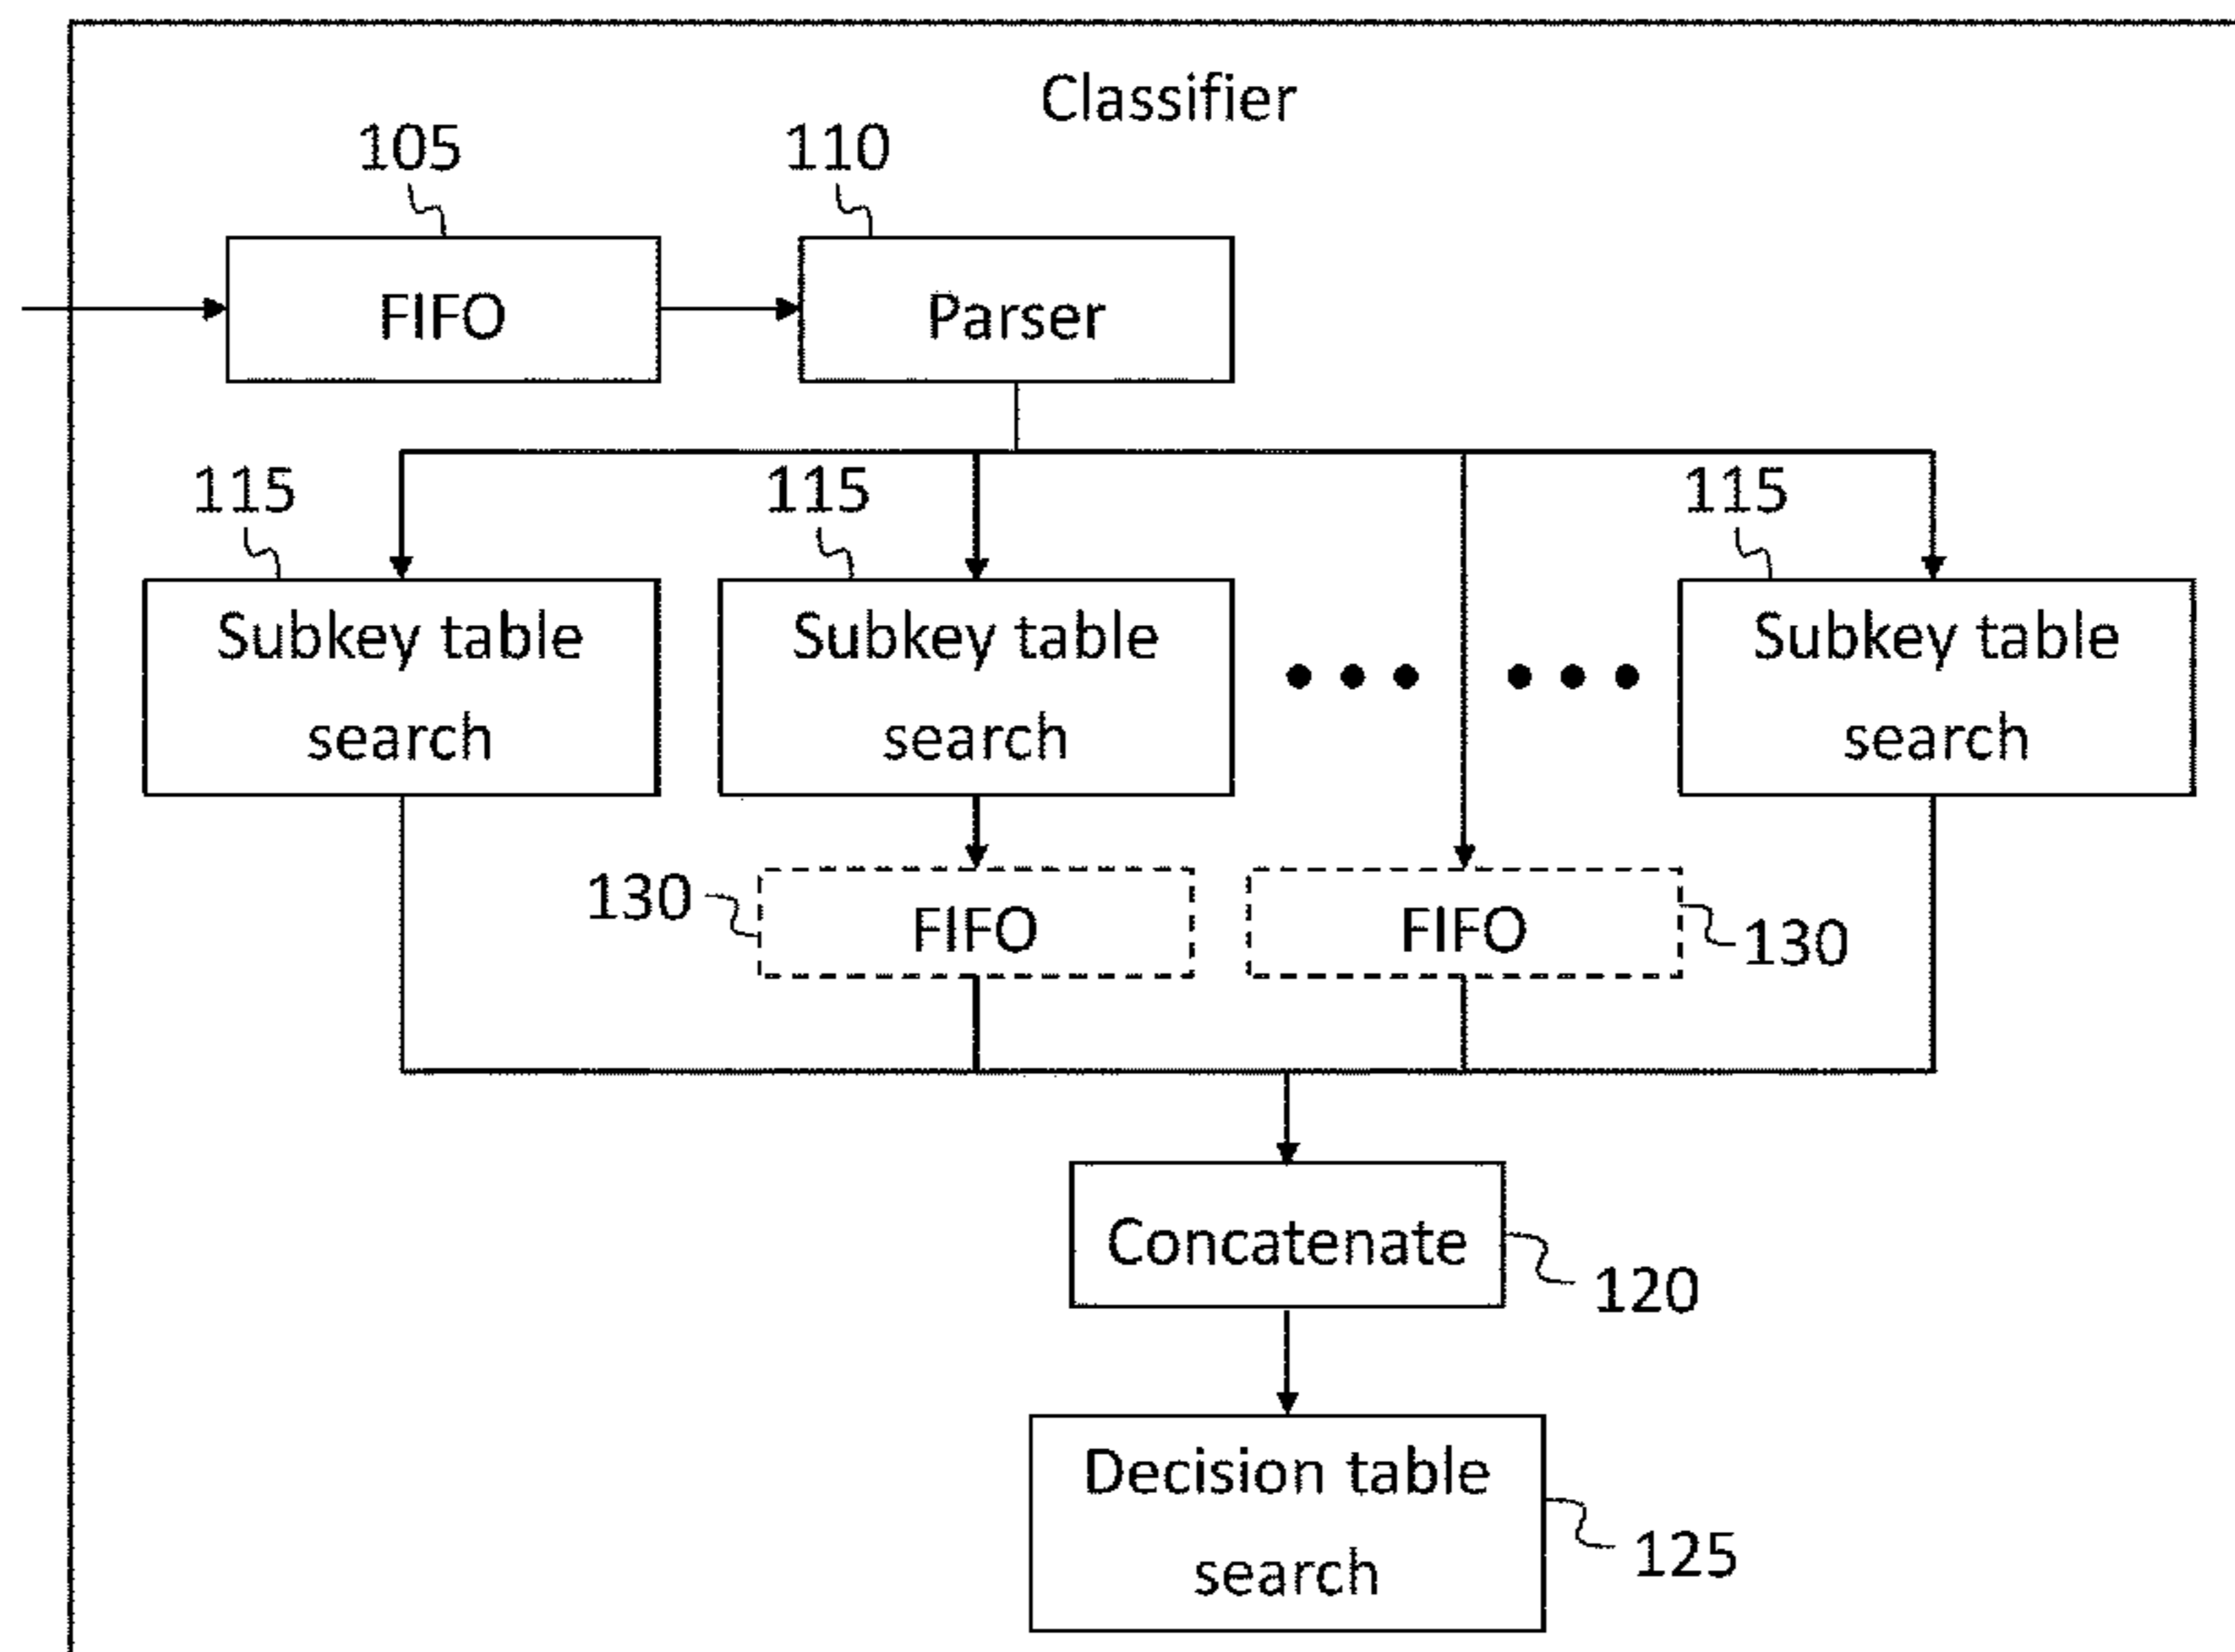 Classifier
105
110
FIFO
Parser
115
115
115
Subkey table
search
Subkey table
search
Subkey table
search
130
FIFO
FIFO
130
Concatenate
120
Decision table
search
125